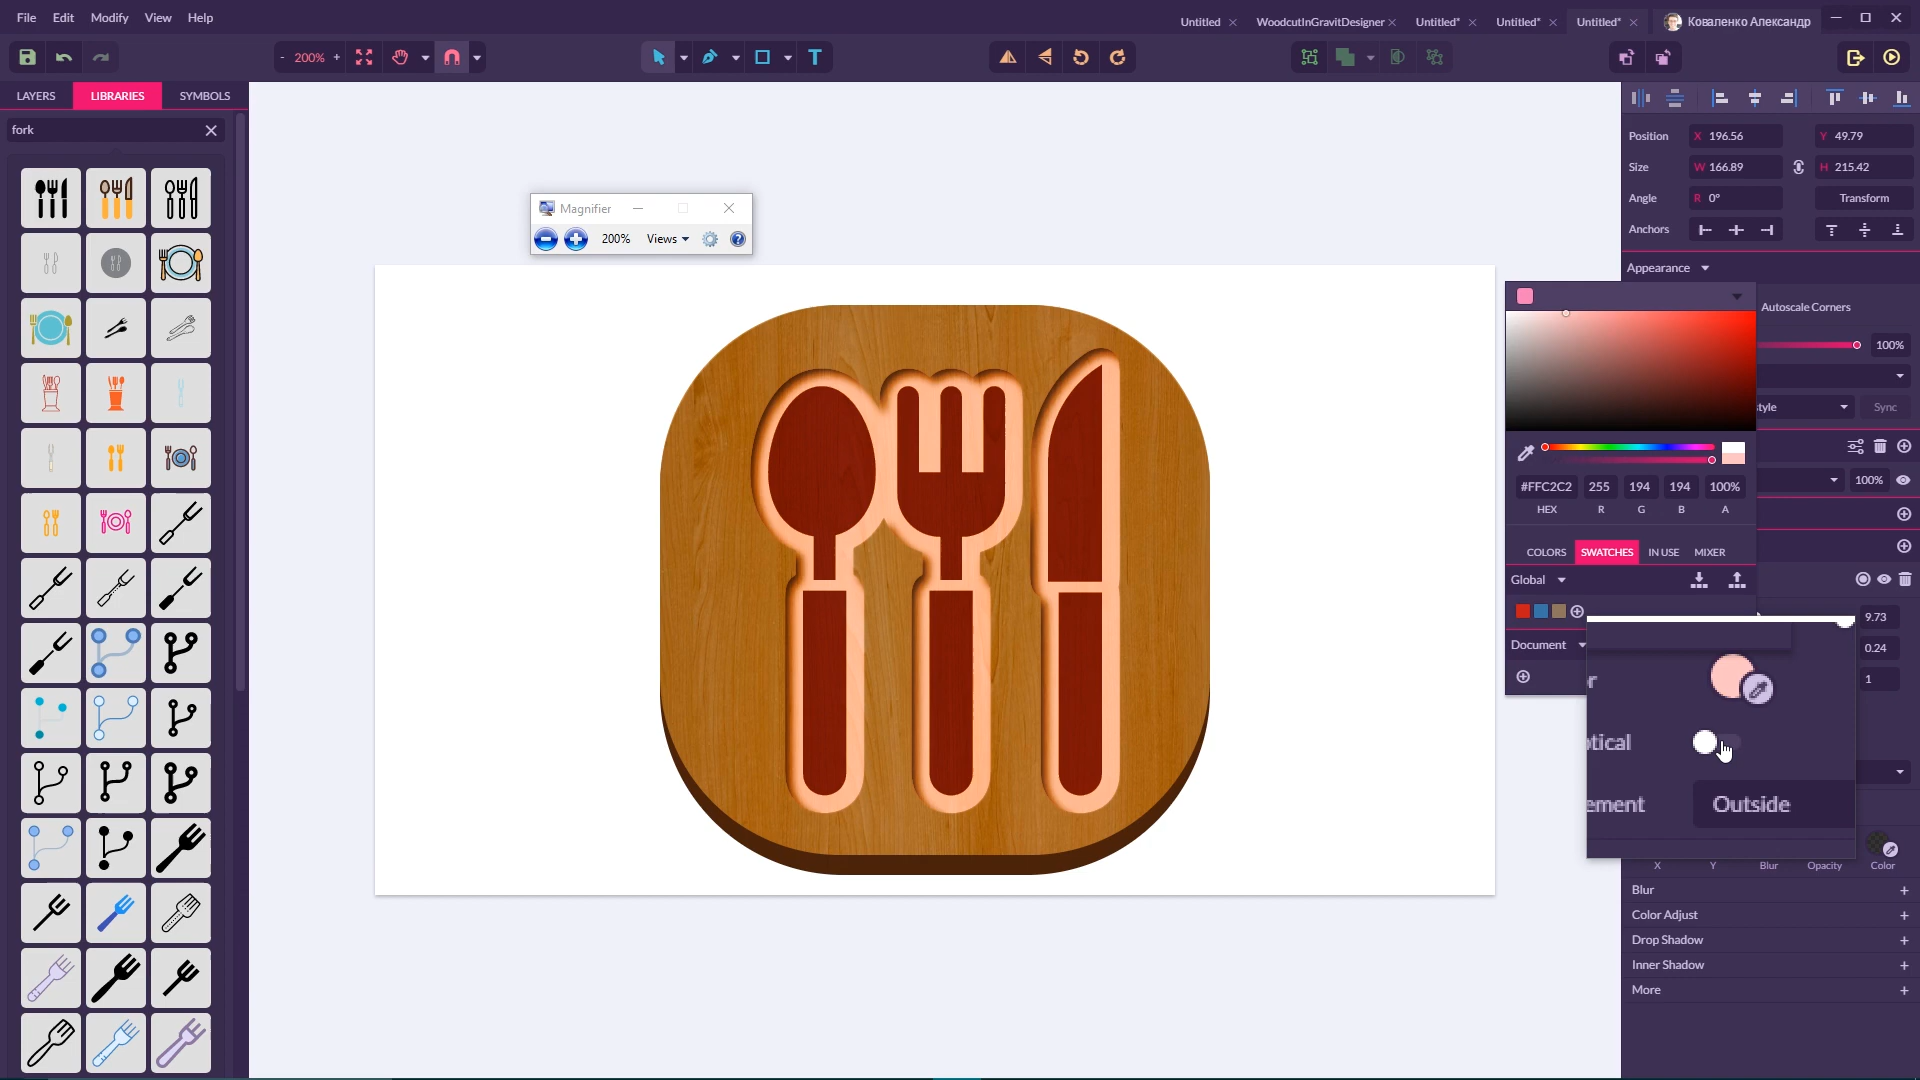 File Edit Modify View Help
Untitled
WoodcutInGravitDesigner
Untitled*
Untitled*
Untitled*
Коваленко Александр
- 200% +
LAYERS LIBRARIES SYMBOLS
fork
Magnifier
200% Views
Position X 196.56 Y 49.79
Size W 166.89 H 215.42
Angle R 0° Transform
Anchors
Appearance
Autoscale Corners
100%
tyle Sync
100%
#FFC2C2 255 194 194 100%
HEX R G B A
COLORS SWATCHES IN USE MIXER
Global
9.73
Document
0.24
1
r
tical
ement Outside
X Y Blur Opacity Color
Blur
Color Adjust
Drop Shadow
Inner Shadow
More